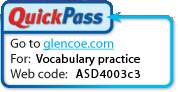 QuickPass
Go to glencoe.com
For: Vocabulary practice
Web code: ASD4003c3